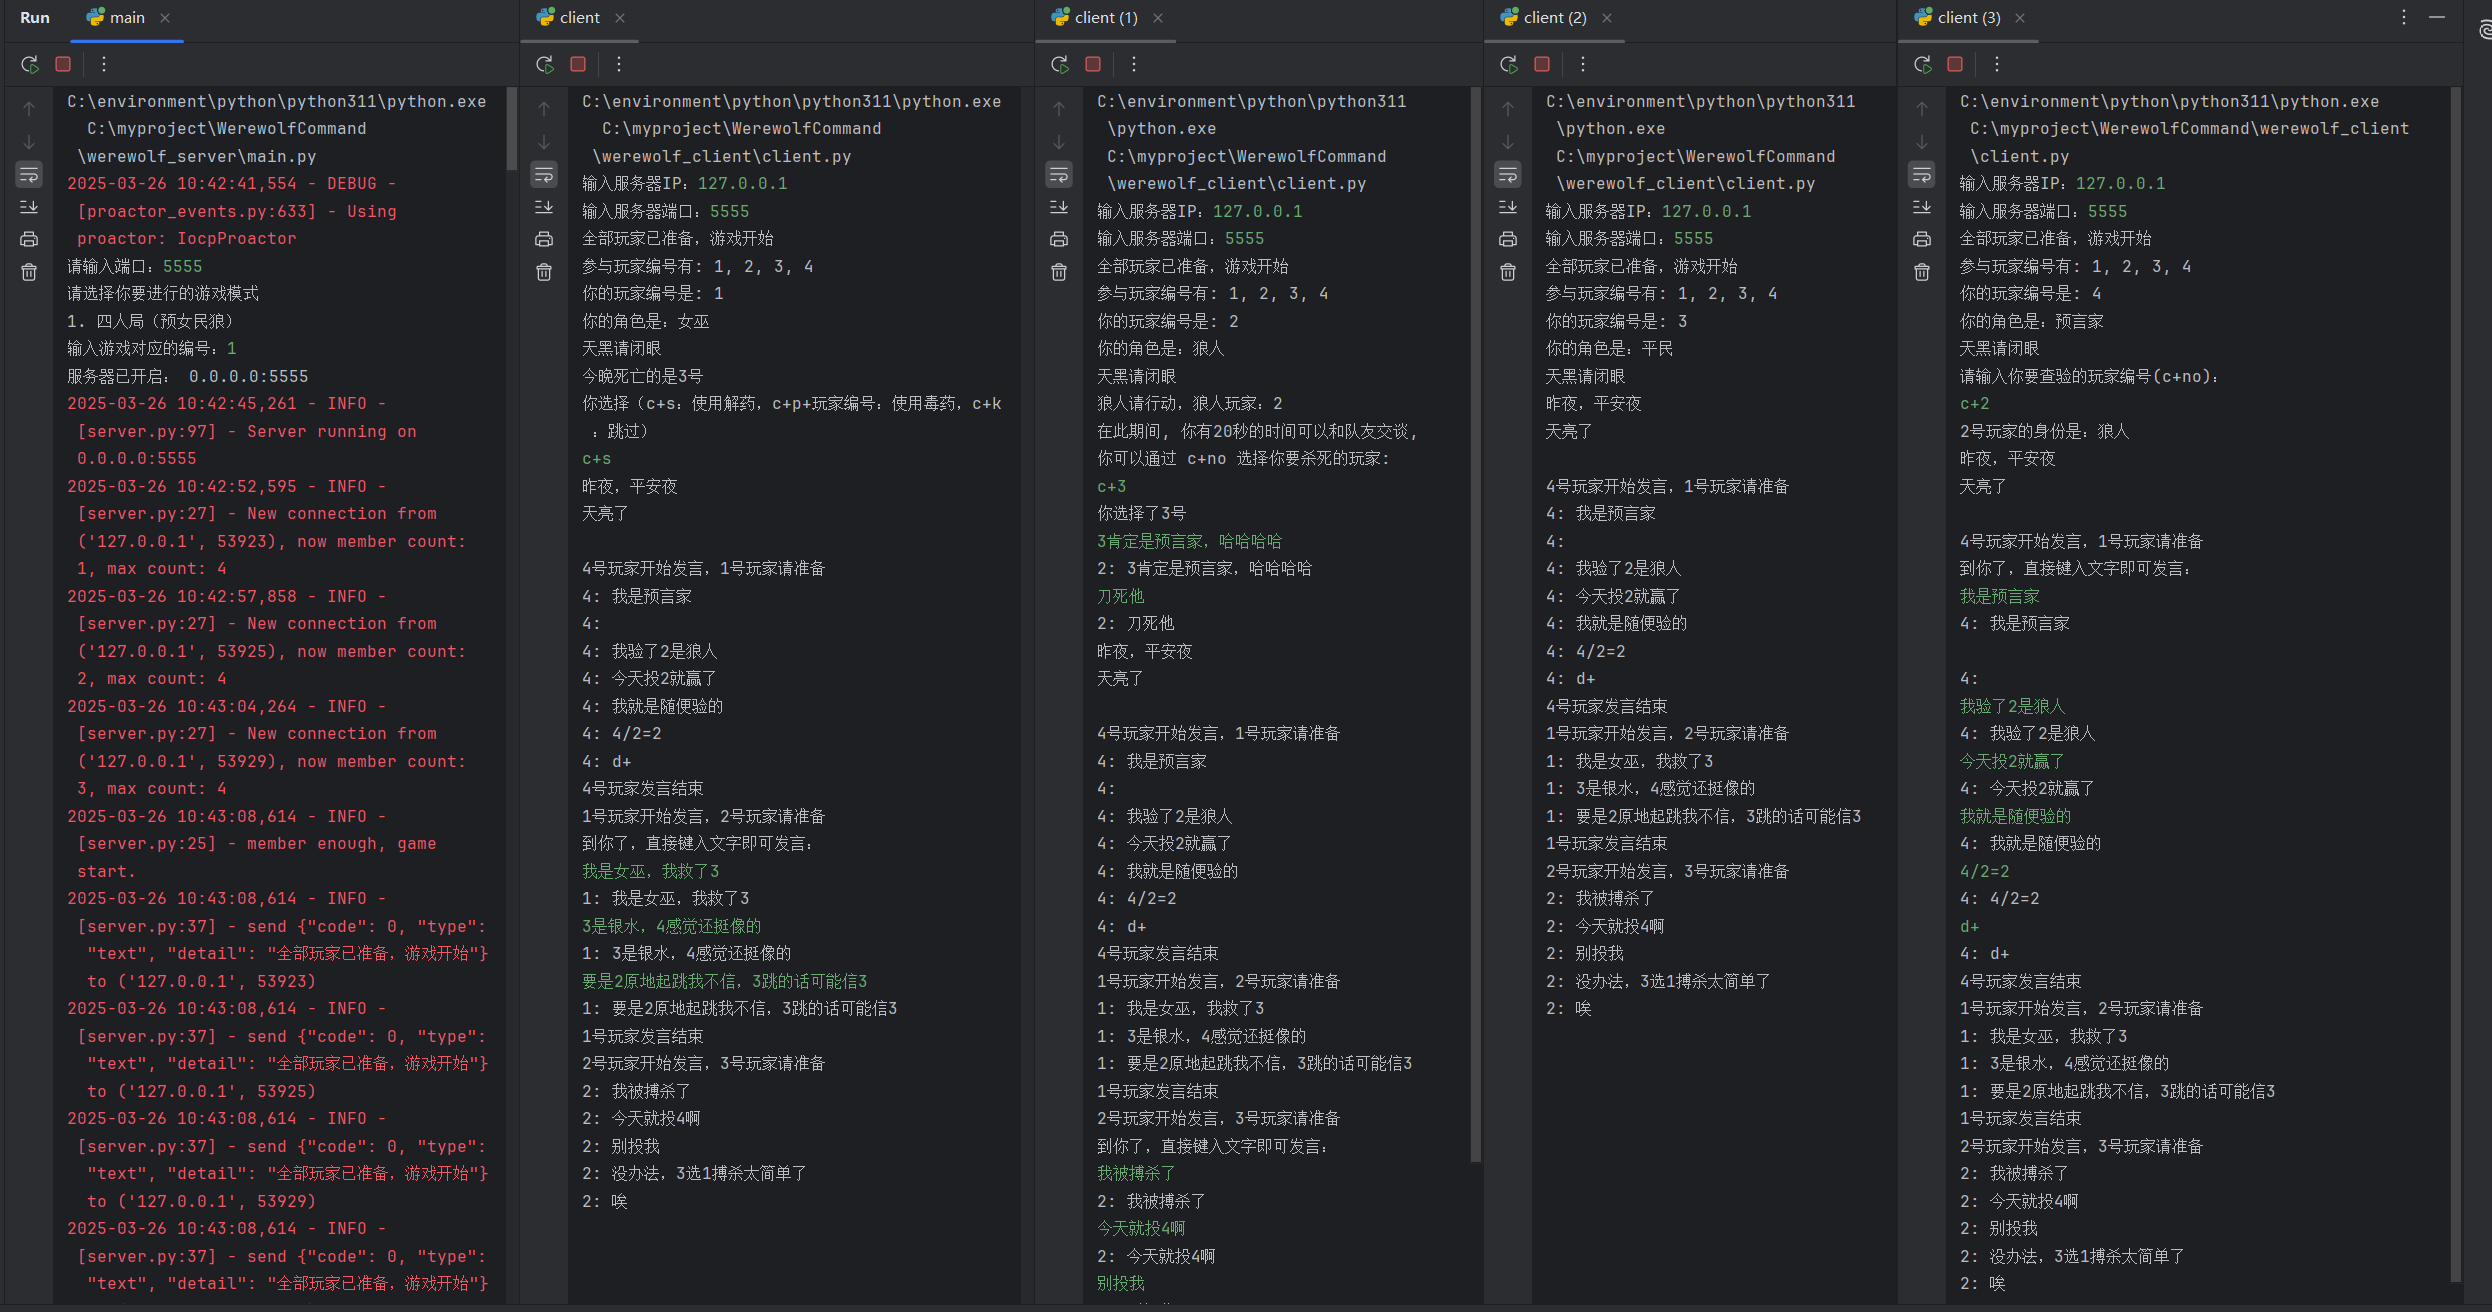 Run
main
C:\environment\python\python311\python.exe
C:\myproject\WerewolfCommand
\werewolf_server\main.py
2025-03-26 10:42:41,554 - DEBUG -
[proactor_events.py:633] - Using
proactor: IocpProactor
请输入端口：5555
请选择你要进行的游戏模式
1. 四人局（预女民狼）
输入游戏对应的编号：1
服务器已开启： 0.0.0.0:5555
2025-03-26 10:42:45,261 - INFO -
[server.py:97] - Server running on
0.0.0.0:5555
2025-03-26 10:42:52,595 - INFO -
[server.py:27] - New connection from
('127.0.0.1', 53923), now member count:
1, max count: 4
2025-03-26 10:42:57,858 - INFO -
[server.py:27] - New connection from
('127.0.0.1', 53925), now member count:
2, max count: 4
2025-03-26 10:43:04,264 - INFO -
[server.py:27] - New connection from
('127.0.0.1', 53929), now member count:
3, max count: 4
2025-03-26 10:43:08,614 - INFO -
[server.py:25] - member enough, game
start.
2025-03-26 10:43:08,614 - INFO -
[server.py:37] - send {"code": 0, "type":
"text", "detail": "全部玩家已准备，游戏开始"}
to ('127.0.0.1', 53923)
2025-03-26 10:43:08,614 - INFO -
[server.py:37] - send {"code": 0, "type":
"text", "detail": "全部玩家已准备，游戏开始"}
to ('127.0.0.1', 53925)
2025-03-26 10:43:08,614 - INFO -
[server.py:37] - send {"code": 0, "type":
"text", "detail": "全部玩家已准备，游戏开始"}
to ('127.0.0.1', 53929)
2025-03-26 10:43:08,614 - INFO -
[server.py:37] - send {"code": 0, "type":
"text", "detail": "全部玩家已准备，游戏开始"}
client
C:\environment\python\python311\python.exe
C:\myproject\WerewolfCommand
\werewolf_client\client.py
输入服务器IP：127.0.0.1
输入服务器端口：5555
全部玩家已准备，游戏开始
参与玩家编号有: 1, 2, 3, 4
你的玩家编号是: 1
你的角色是：女巫
天黑请闭眼
今晚死亡的是3号
你选择（c+s：使用解药，c+p+玩家编号：使用毒药，c+k
：跳过）
c+s
昨夜，平安夜
天亮了
4号玩家开始发言，1号玩家请准备
4: 我是预言家
4:
4: 我验了2是狼人
4: 今天投2就赢了
4: 我就是随便验的
4: 4/2=2
4: d+
4号玩家发言结束
1号玩家开始发言，2号玩家请准备
到你了，直接键入文字即可发言：
我是女巫，我救了3
1: 我是女巫，我救了3
3是银水，4感觉还挺像的
1: 3是银水，4感觉还挺像的
要是2原地起跳我不信，3跳的话可能信3
1: 要是2原地起跳我不信，3跳的话可能信3
1号玩家发言结束
2号玩家开始发言，3号玩家请准备
2: 我被搏杀了
2: 今天就投4啊
2: 别投我
2: 没办法，3选1搏杀太简单了
2: 唉
client (1)
C:\environment\python\python311
\python.exe
C:\myproject\WerewolfCommand
\werewolf_client\client.py
输入服务器IP：127.0.0.1
输入服务器端口：5555
全部玩家已准备，游戏开始
参与玩家编号有: 1, 2, 3, 4
你的玩家编号是: 2
你的角色是：狼人
天黑请闭眼
狼人请行动，狼人玩家：2
在此期间, 你有20秒的时间可以和队友交谈,
你可以通过 c+no 选择你要杀死的玩家:
c+3
你选择了3号
3肯定是预言家，哈哈哈哈
2: 3肯定是预言家，哈哈哈哈
刀死他
2: 刀死他
昨夜，平安夜
天亮了
4号玩家开始发言，1号玩家请准备
4: 我是预言家
4:
4: 我验了2是狼人
4: 今天投2就赢了
4: 我就是随便验的
4: 4/2=2
4: d+
4号玩家发言结束
1号玩家开始发言，2号玩家请准备
1: 我是女巫，我救了3
1: 3是银水，4感觉还挺像的
1: 要是2原地起跳我不信，3跳的话可能信3
1号玩家发言结束
2号玩家开始发言，3号玩家请准备
到你了，直接键入文字即可发言：
我被搏杀了
2: 我被搏杀了
今天就投4啊
2: 今天就投4啊
别投我
client (2)
C:\environment\python\python311
\python.exe
C:\myproject\WerewolfCommand
\werewolf_client\client.py
输入服务器IP：127.0.0.1
输入服务器端口：5555
全部玩家已准备，游戏开始
参与玩家编号有: 1, 2, 3, 4
你的玩家编号是: 3
你的角色是：平民
天黑请闭眼
昨夜，平安夜
天亮了
4号玩家开始发言，1号玩家请准备
4: 我是预言家
4:
4: 我验了2是狼人
4: 今天投2就赢了
4: 我就是随便验的
4: 4/2=2
4: d+
4号玩家发言结束
1号玩家开始发言，2号玩家请准备
1: 我是女巫，我救了3
1: 3是银水，4感觉还挺像的
1: 要是2原地起跳我不信，3跳的话可能信3
1号玩家发言结束
2号玩家开始发言，3号玩家请准备
2: 我被搏杀了
2: 今天就投4啊
2: 别投我
2: 没办法，3选1搏杀太简单了
2: 唉
client (3)
C:\environment\python\python311\python.exe
C:\myproject\WerewolfCommand\werewolf_client
\client.py
输入服务器IP：127.0.0.1
输入服务器端口：5555
全部玩家已准备，游戏开始
参与玩家编号有: 1, 2, 3, 4
你的玩家编号是: 4
你的角色是：预言家
天黑请闭眼
请输入你要查验的玩家编号(c+no)：
c+2
2号玩家的身份是：狼人
昨夜，平安夜
天亮了
4号玩家开始发言，1号玩家请准备
到你了，直接键入文字即可发言：
我是预言家
4: 我是预言家
4:
我验了2是狼人
4: 我验了2是狼人
今天投2就赢了
4: 今天投2就赢了
我就是随便验的
4: 我就是随便验的
4/2=2
4: 4/2=2
d+
4: d+
4号玩家发言结束
1号玩家开始发言，2号玩家请准备
1: 我是女巫，我救了3
1: 3是银水，4感觉还挺像的
1: 要是2原地起跳我不信，3跳的话可能信3
1号玩家发言结束
2号玩家开始发言，3号玩家请准备
2: 我被搏杀了
2: 今天就投4啊
2: 别投我
2: 没办法，3选1搏杀太简单了
2: 唉